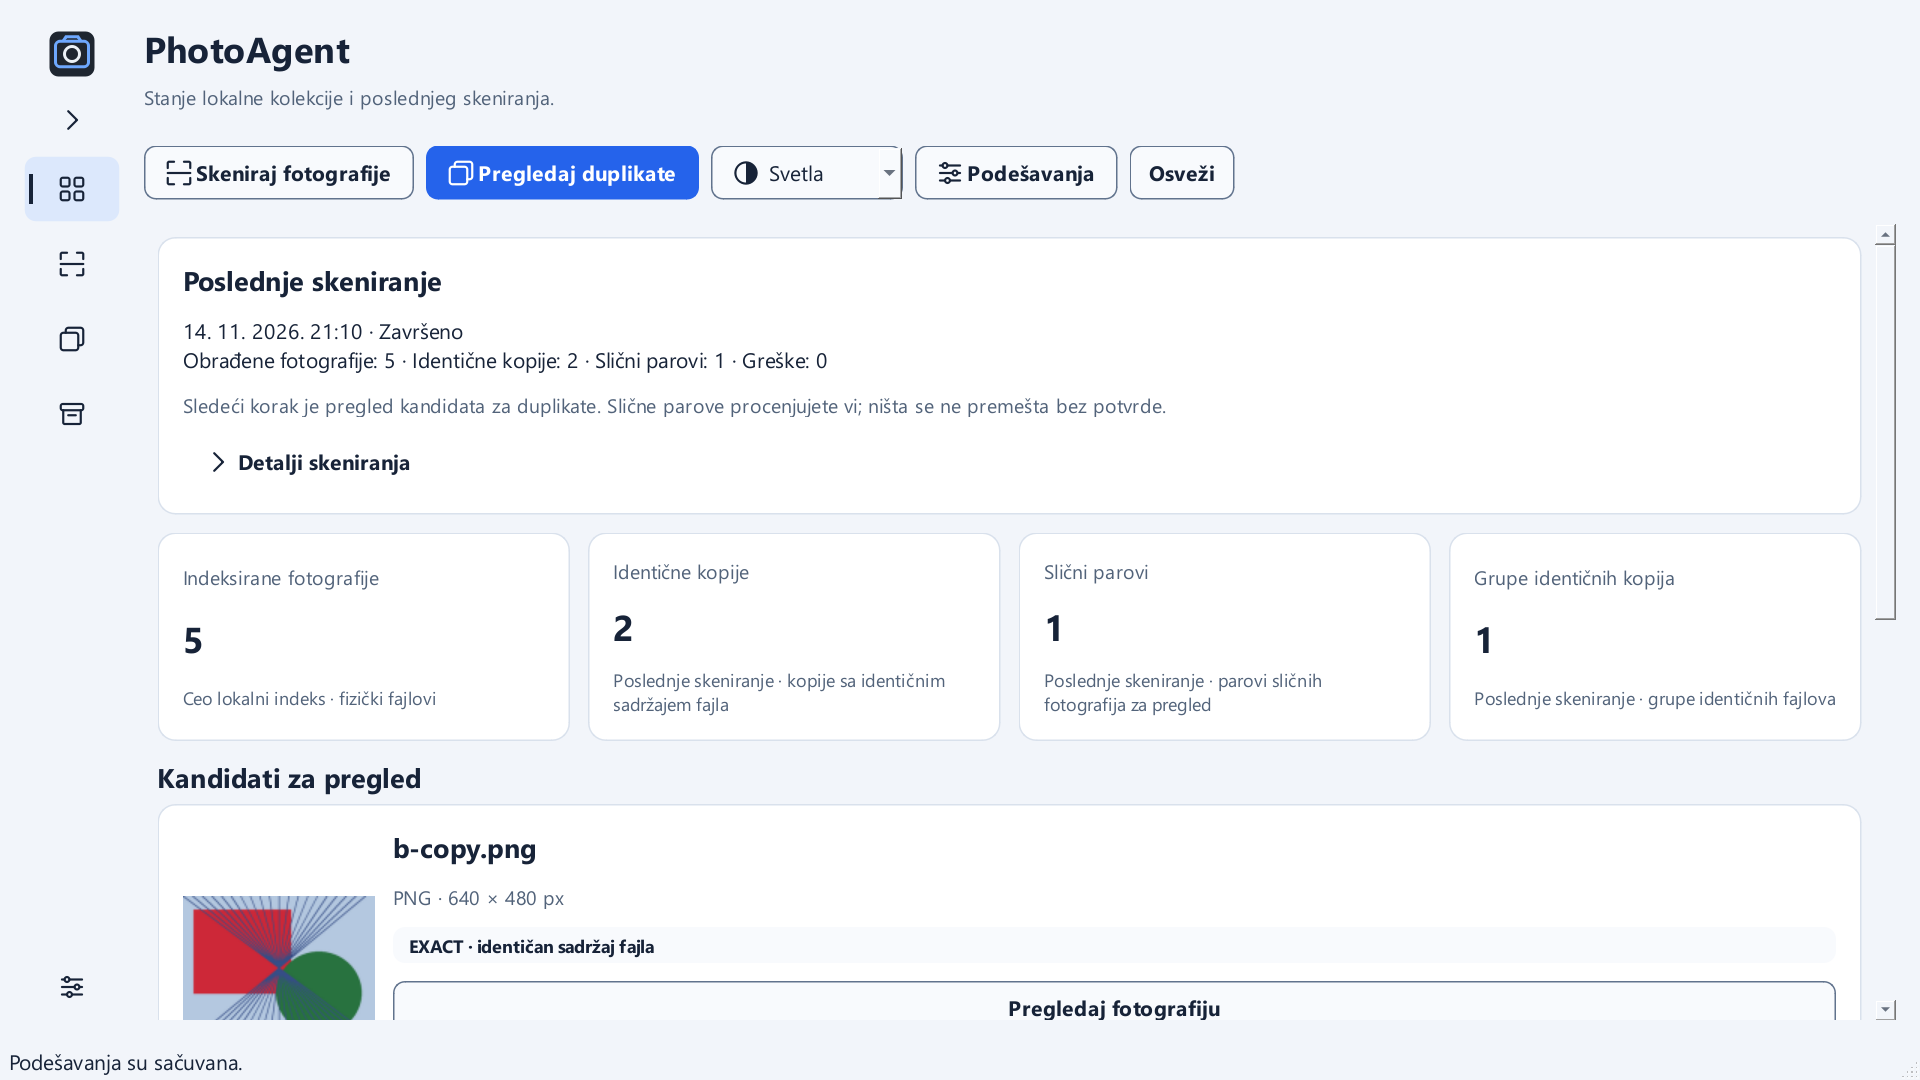 PhotoAgent
Stanje lokalne kolekcije i poslednjeg skeniranja.
Skeniraj fotografije
Pregledaj duplikate
Svetla
Podešavanja
Osveži
Poslednje skeniranje
14. 11. 2026. 21:10 · Završeno
Obrađene fotografije: 5 · Identične kopije: 2 · Slični parovi: 1 · Greške: 0
Sledeći korak je pregled kandidata za duplikate. Slične parove procenjujete vi; ništa se ne premešta bez potvrde.
Detalji skeniranja
Indeksirane fotografije
5
Ceo lokalni indeks · fizički fajlovi
Identične kopije
2
Poslednje skeniranje · kopije sa identičnim
sadržajem fajla
Slični parovi
1
Poslednje skeniranje · parovi sličnih
fotografija za pregled
Grupe identičnih kopija
1
Poslednje skeniranje · grupe identičnih fajlova
Kandidati za pregled
b-copy.png
PNG · 640 × 480 px
EXACT · identičan sadržaj fajla
Pregledaj fotografiju
Podešavanja su sačuvana.